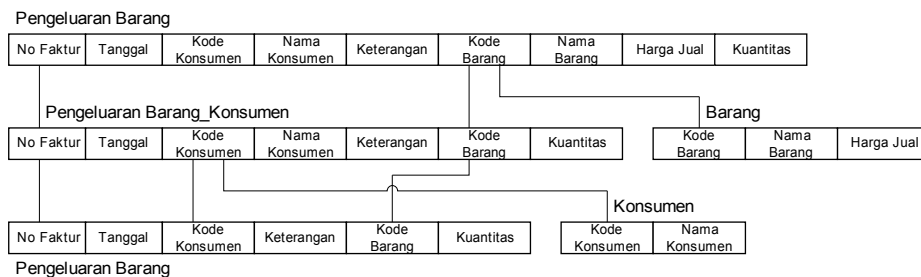 Pengeluaran Barang
No Faktur Tanggal Kode Konsumen Nama Konsumen Keterangan Kode Barang Nama Barang Harga Jual Kuantitas
Pengeluaran Barang_Konsumen Barang
No Faktur Tanggal Kode Konsumen Nama Konsumen Keterangan Kode Barang Kuantitas Kode Barang Nama Barang Harga Jual
Konsumen
No Faktur Tanggal Kode Konsumen Keterangan Kode Barang Kuantitas Kode Konsumen Nama Konsumen
Pengeluaran Barang